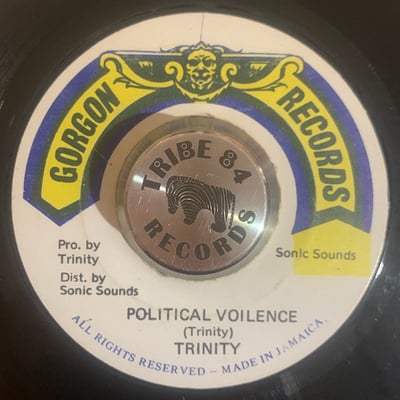 GORGON RECORDS
TRIBE 84
RECORDS
Pro. by
Trinity
Sonic Sounds
Dist. by
Sonic Sounds
POLITICAL VOILENCE
(Trinity)
TRINITY
ALL RIGHTS RESERVED - MADE IN JAMAICA.